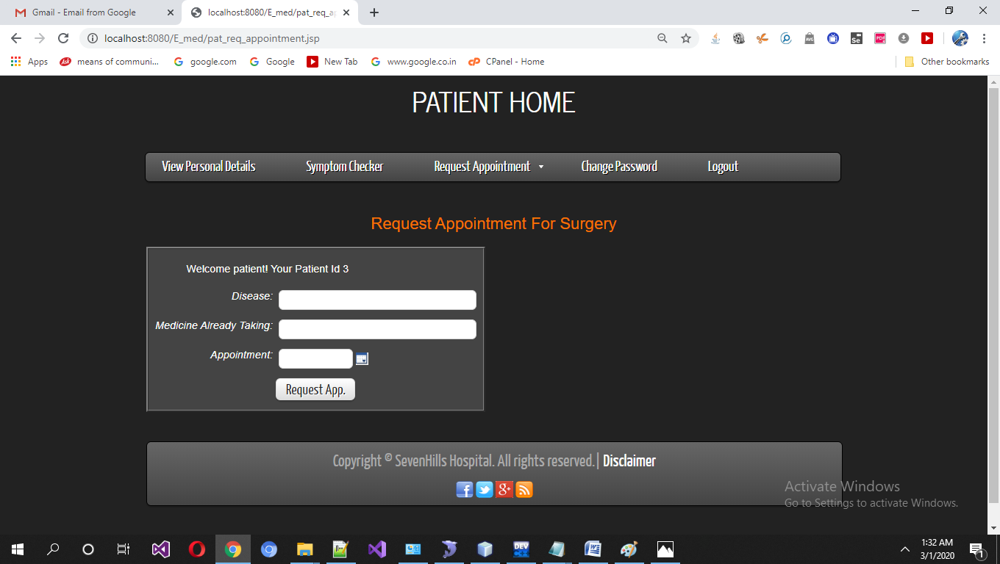 Gmail - Email from Google
localhost:8080/E_med/pat_req_ap
localhost:8080/E_med/pat_req_appointment.jsp
Apps
means of communi...
google.com
Google
New Tab
www.google.co.in
CPanel - Home
Other bookmarks
PATIENT HOME
View Personal Details
Symptom Checker
Request Appointment
Change Password
Logout
Request Appointment For Surgery
Welcome patient! Your Patient Id 3
Disease:
Medicine Already Taking:
Appointment:
Request App.
Copyright © SevenHills Hospital. All rights reserved.| Disclaimer
Activate Windows
Go to Settings to activate Windows.
1:32 AM
3/1/2020
1